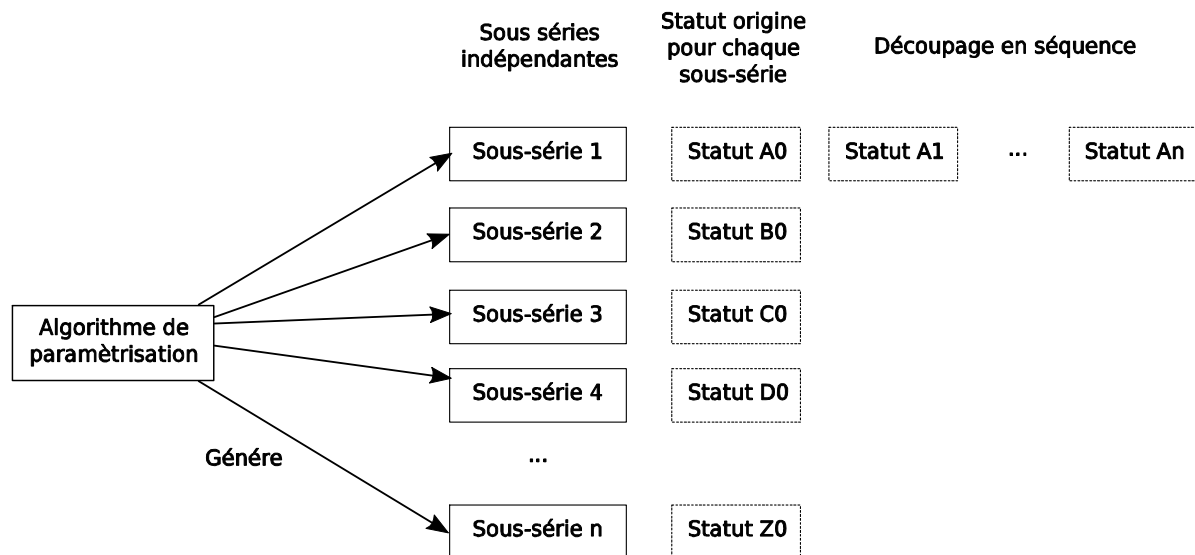 Sous séries
indépendantes
Statut origine
pour chaque
sous-série
Découpage en séquence
Sous-série 1
Statut A0
Statut A1
...
Statut An
Sous-série 2
Statut B0
Sous-série 3
Statut C0
Algorithme de
paramètrisation
Sous-série 4
Statut D0
Génére
...
Sous-série n
Statut Z0